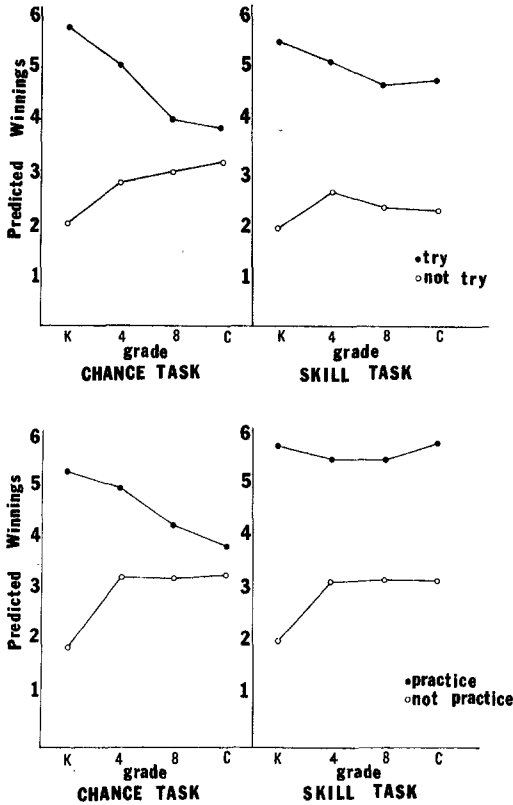 Predicted Winnings
6
5
4
3
2
1
K 4 8 C
grade
CHANCE TASK
6
5
4
3
2
1
•try
○not try
K 4 8 C
grade
SKILL TASK
Predicted Winnings
6
5
4
3
2
1
K 4 8 C
grade
CHANCE TASK
6
5
4
3
2
1
•practice
○not practice
K 4 8 C
grade
SKILL TASK